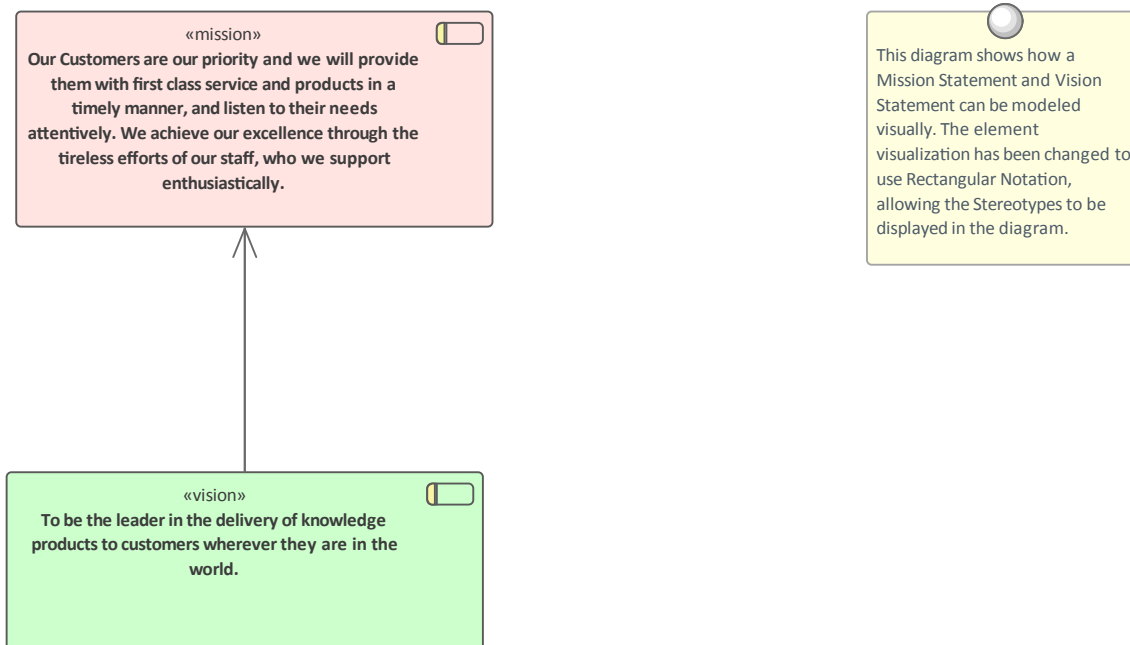 «mission»
Our Customers are our priority and we will provide
them with first class service and products in a
timely manner, and listen to their needs
attentively. We achieve our excellence through the
tireless efforts of our staff, who we support
enthusiastically.
This diagram shows how a
Mission Statement and Vision
Statement can be modeled
visually. The element
visualization has been changed to
use Rectangular Notation,
allowing the Stereotypes to be
displayed in the diagram.
«vision»
To be the leader in the delivery of knowledge
products to customers wherever they are in the
world.